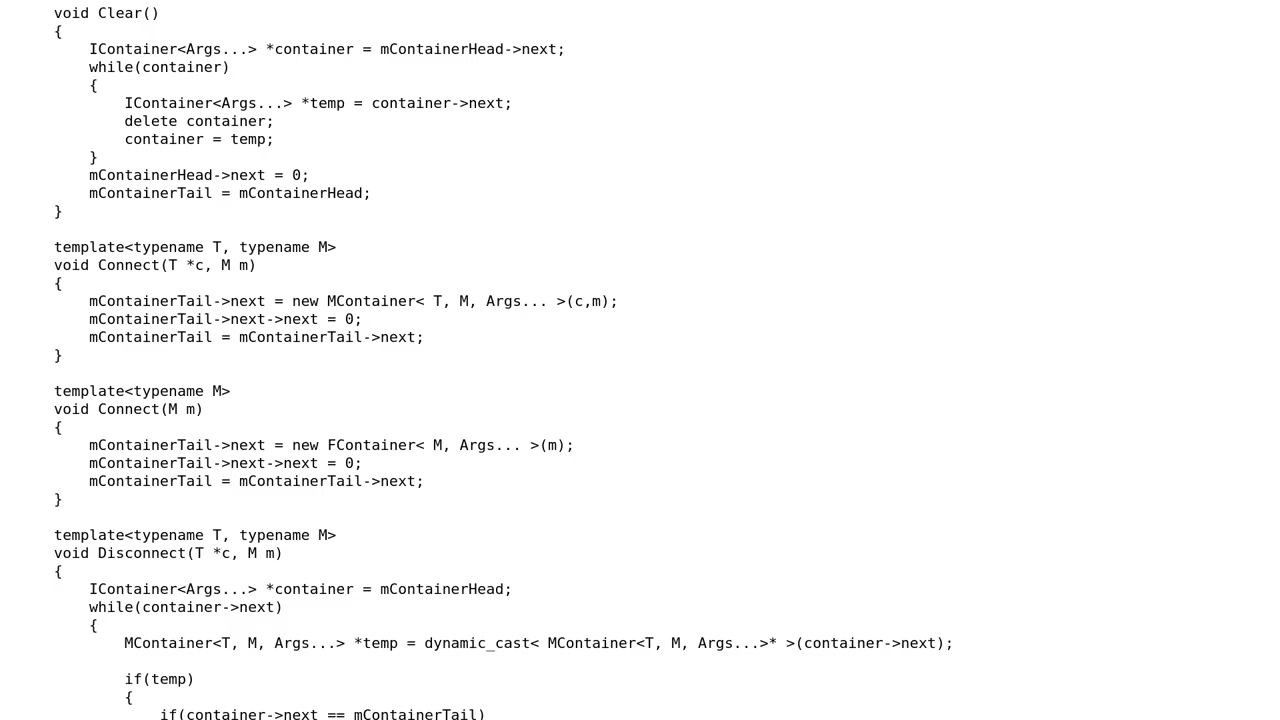 void Clear()
{
    IContainer<Args...> *container = mContainerHead->next;
    while(container)
    {
        IContainer<Args...> *temp = container->next;
        delete container;
        container = temp;
    }
    mContainerHead->next = 0;
    mContainerTail = mContainerHead;
}

template<typename T, typename M>
void Connect(T *c, M m)
{
    mContainerTail->next = new MContainer< T, M, Args... >(c,m);
    mContainerTail->next->next = 0;
    mContainerTail = mContainerTail->next;
}

template<typename M>
void Connect(M m)
{
    mContainerTail->next = new FContainer< M, Args... >(m);
    mContainerTail->next->next = 0;
    mContainerTail = mContainerTail->next;
}

template<typename T, typename M>
void Disconnect(T *c, M m)
{
    IContainer<Args...> *container = mContainerHead;
    while(container->next)
    {
        MContainer<T, M, Args...> *temp = dynamic_cast< MContainer<T, M, Args...>* >(container->next);

        if(temp)
        {
            if(container->next == mContainerTail)